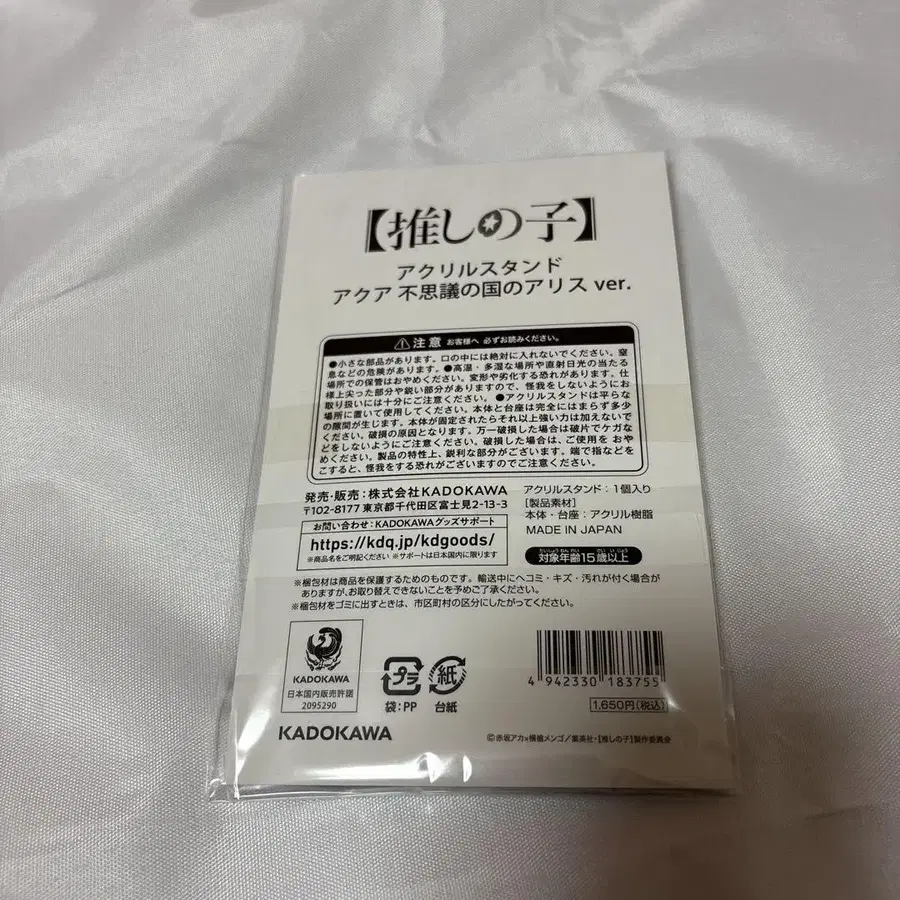 【推しの子】
アクリルスタンド
アクア 不思議の国のアリス ver.
注意 お客様へ 必ずお読みください。
●小さな部品があります。口の中には絶対に入れないでください。窒
息などの危険があります。●高温・多湿な場所や直射日光の当たる
場所での保管はおやめください。変形や劣化する恐れがあります。仕
様上尖った部分や鋭い部分がありますので、怪我をしないようにお
取り扱いには十分にご注意ください。●アクリルスタンドは平らな
場所に置いて使用してください。本体と台座は完全にはまらず多少
の隙間が生じます。本体が固定されたらそれ以上強い力は加えないで
ください。破損の原因となります。万一破損した場合は破片でケガな
どをしないようにご注意ください。破損した場合は、ご使用を おや
めください。製品の特性上、鋭利な部分がございます。端で指などを
こすると、怪我をする恐れがございますのでご注意ください。
発売・販売：株式会社KADOKAWA
〒102-8177 東京都千代田区富士見2-13-3
お問い合わせ：KADOKAWAグッズサポート
https://kdq.jp/kdgoods/
※商品名をご明記ください ※サポートは日本国内に限ります
アクリルスタンド：1個入り
[製品素材]
本体・台座：アクリル樹脂
MADE IN JAPAN
たいしょうねんれい さい い じょう
対象年齢15歳以上
※梱包材は商品を保護するためのものです。輸送中にヘコミ・キズ・汚れが付く場合が
ありますが、お取り替えできないことを予めご了承ください。
※梱包材をゴミに出すときは、市区町村の区分にしたがってください。
KADOKAWA
日本国内販売許諾
2095290
プラ
袋：PP
紙
台紙
4 942330 183755
1,650円(税込)
KADOKAWA
©赤坂アカ×横槍メンゴ／集英社・【推しの子】製作委員会